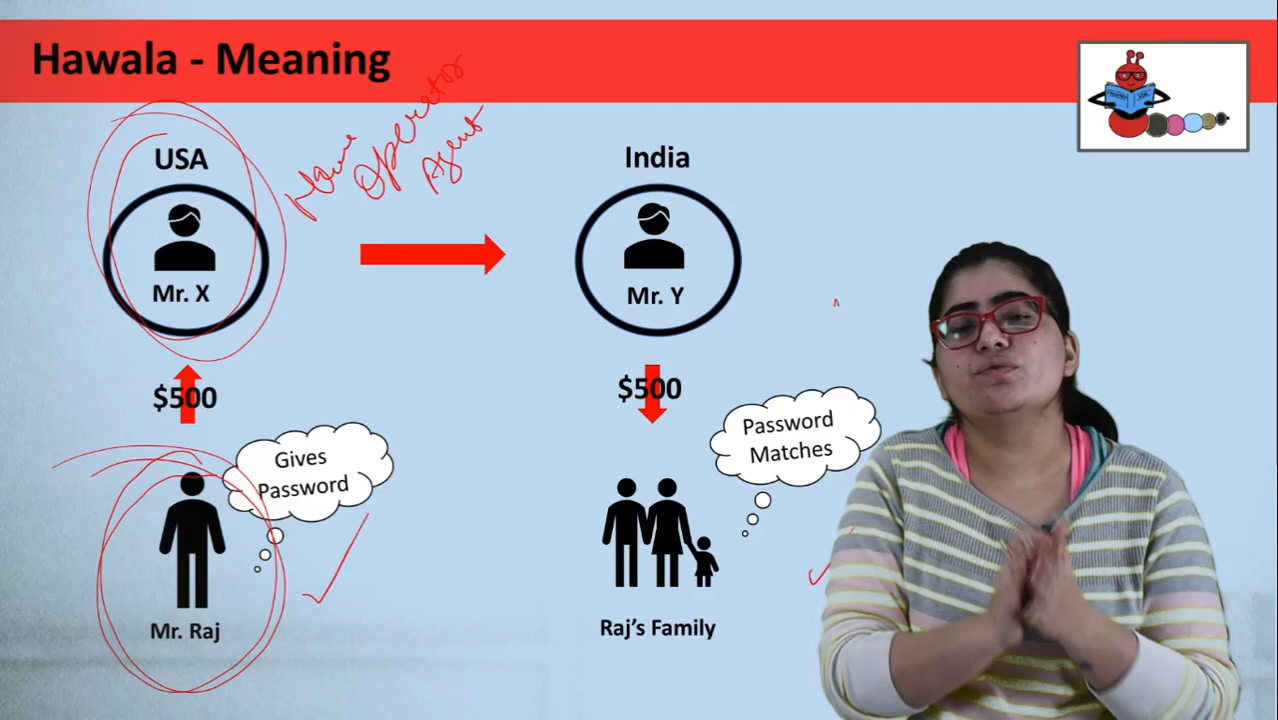 Hawala - Meaning
USA
Operator
Agent
India
Mr. X
Mr. Y
$500
$500
Gives
Password
Password
Matches
Mr. Raj
Raj's Family